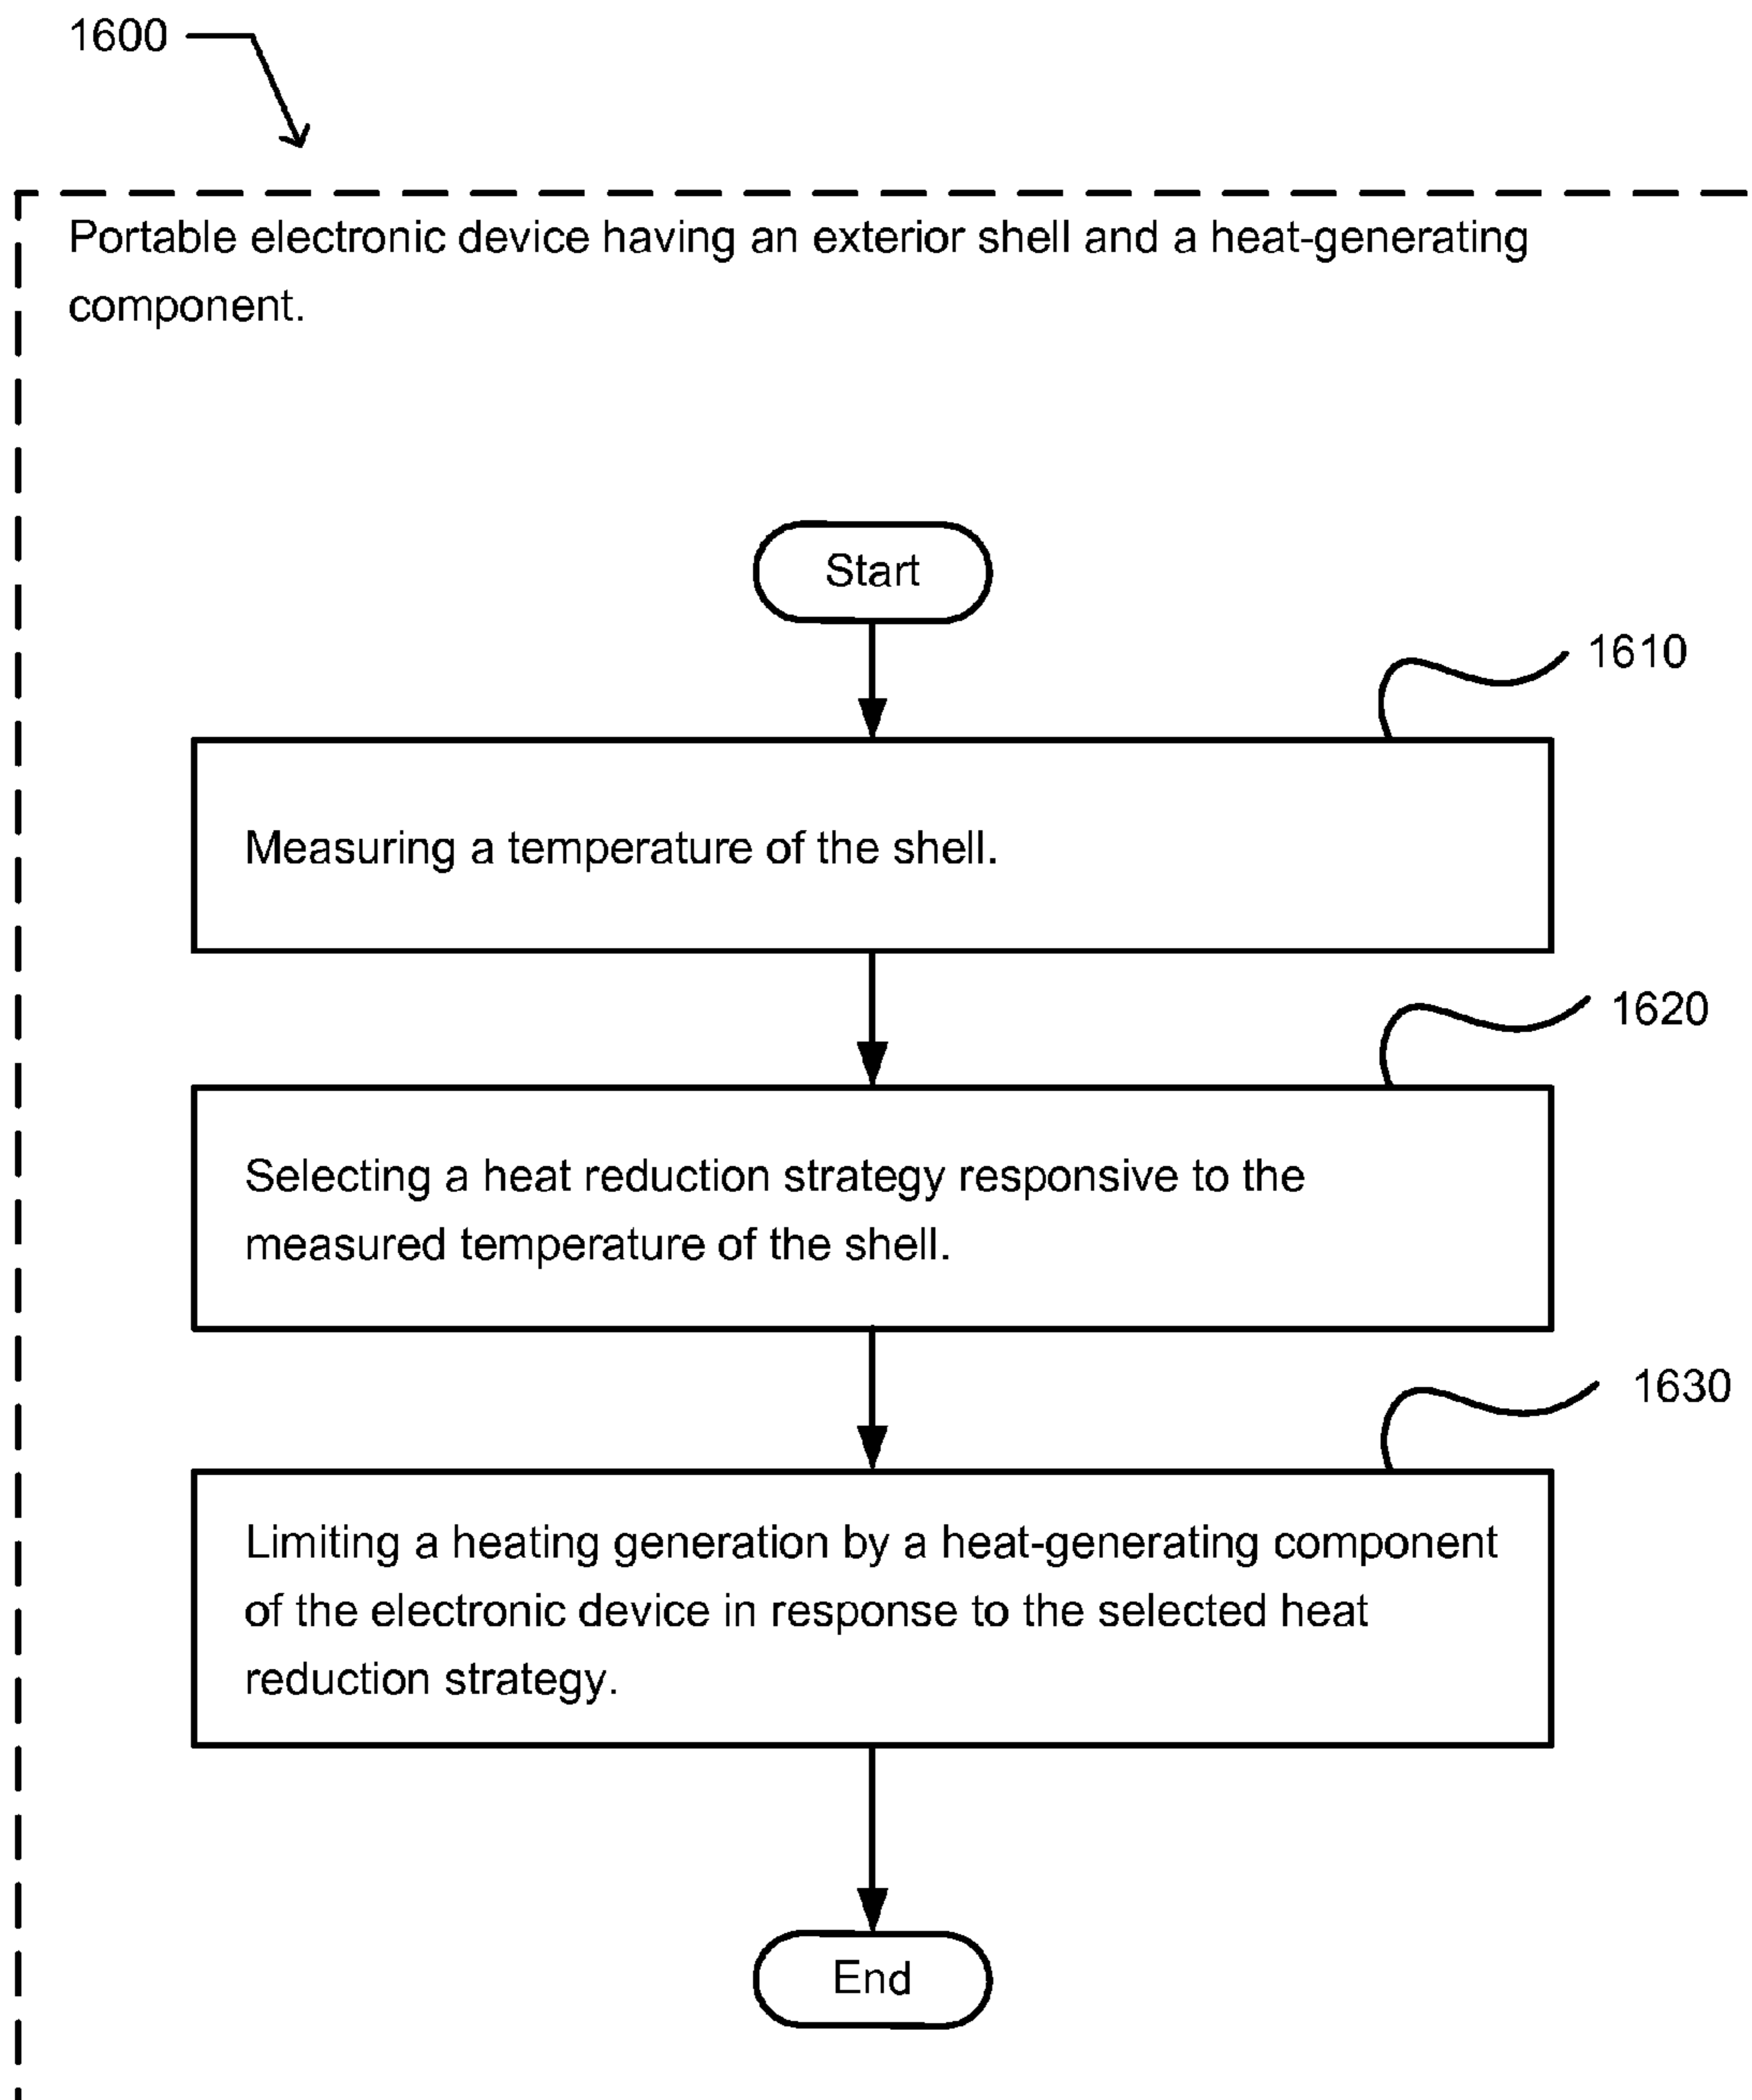 1600
Portable electronic device having an exterior shell and a heat-generating
component.
Start
1610
Measuring a temperature of the shell.
1620
Selecting a heat reduction strategy responsive to the
measured temperature of the shell.
1630
Limiting a heating generation by a heat-generating component
of the electronic device in response to the selected heat
reduction strategy.
End